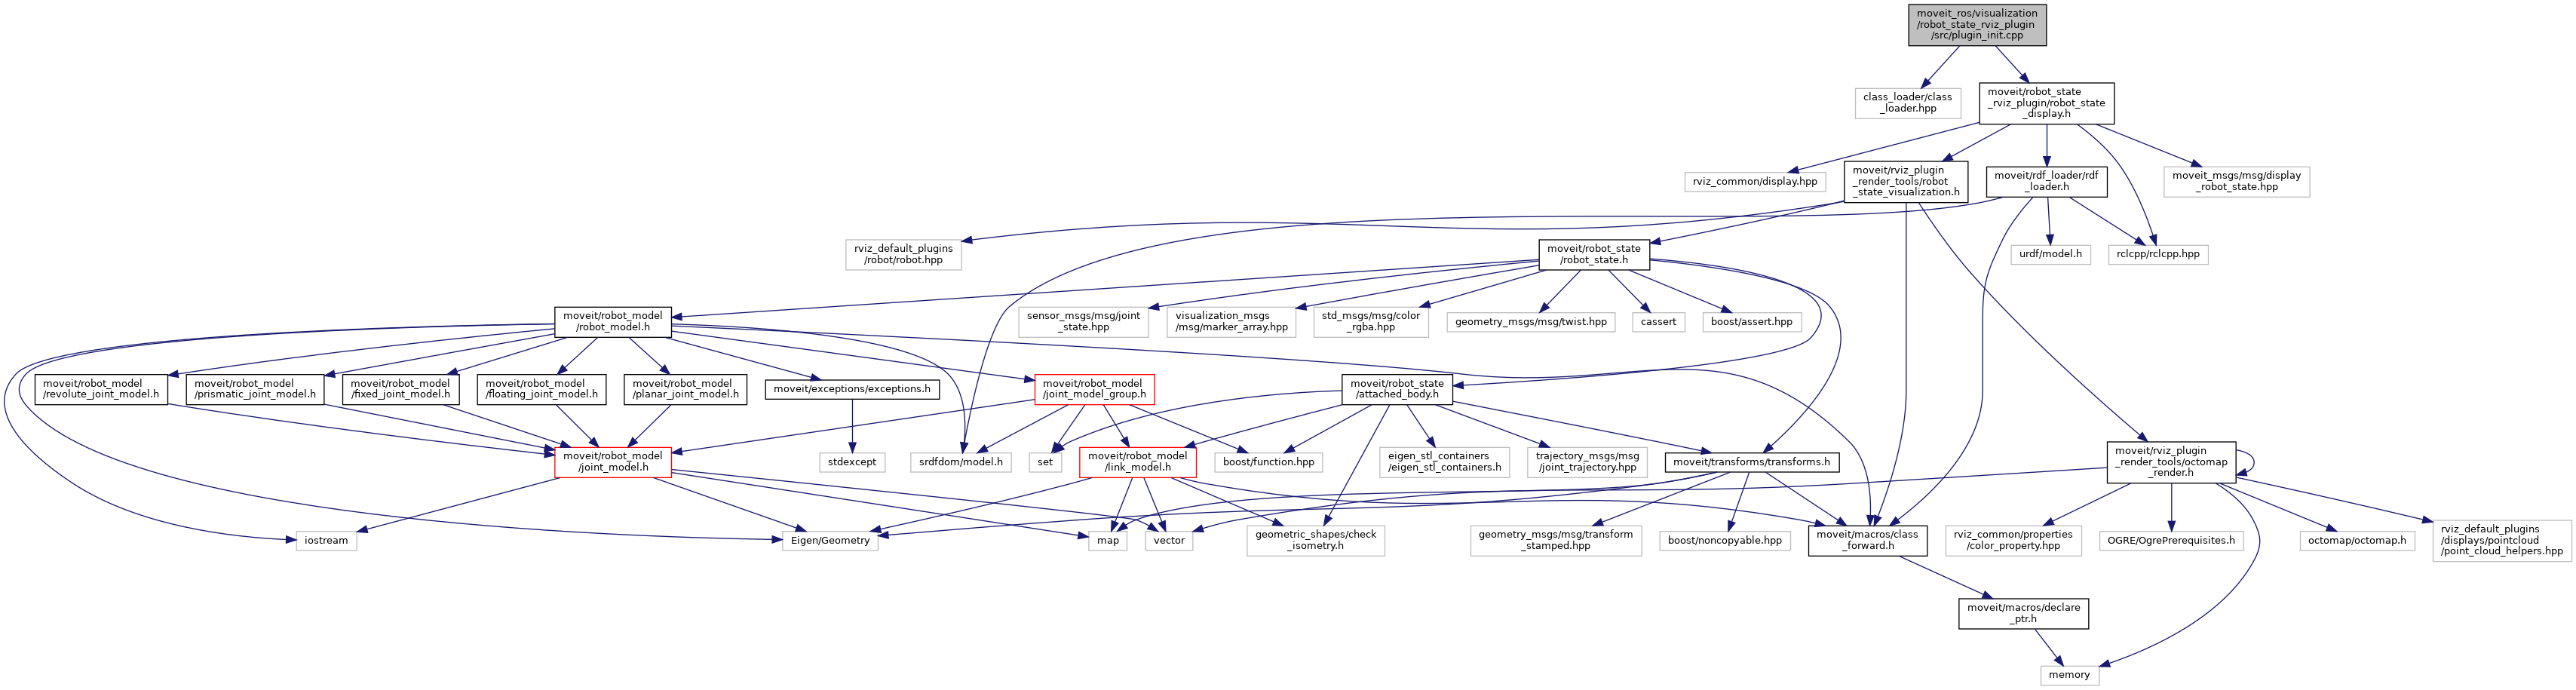 moveit_ros/visualization
/robot_state_rviz_plugin
/src/plugin_init.cpp
class_loader/class
_loader.hpp
moveit/robot_state
_rviz_plugin/robot_state
_display.h
rviz_common/display.hpp
moveit/rviz_plugin
_render_tools/robot
_state_visualization.h
moveit/rdf_loader/rdf
_loader.h
moveit_msgs/msg/display
_robot_state.hpp
rviz_default_plugins
/robot/robot.hpp
moveit/robot_state
/robot_state.h
urdf/model.h
rclcpp/rclcpp.hpp
moveit/robot_model
/robot_model.h
sensor_msgs/msg/joint
_state.hpp
visualization_msgs
/msg/marker_array.hpp
std_msgs/msg/color
_rgba.hpp
geometry_msgs/msg/twist.hpp
cassert
boost/assert.hpp
moveit/robot_model
/revolute_joint_model.h
moveit/robot_model
/prismatic_joint_model.h
moveit/robot_model
/fixed_joint_model.h
moveit/robot_model
/floating_joint_model.h
moveit/robot_model
/planar_joint_model.h
moveit/exceptions/exceptions.h
moveit/robot_model
/joint_model_group.h
moveit/robot_state
/attached_body.h
moveit/robot_model
/joint_model.h
stdexcept
srdfdom/model.h
set
moveit/robot_model
/link_model.h
boost/function.hpp
eigen_stl_containers
/eigen_stl_containers.h
trajectory_msgs/msg
/joint_trajectory.hpp
moveit/transforms/transforms.h
moveit/rviz_plugin
_render_tools/octomap
_render.h
iostream
Eigen/Geometry
map
vector
geometric_shapes/check
_isometry.h
geometry_msgs/msg/transform
_stamped.hpp
boost/noncopyable.hpp
moveit/macros/class
_forward.h
rviz_common/properties
/color_property.hpp
OGRE/OgrePrerequisites.h
octomap/octomap.h
rviz_default_plugins
/displays/pointcloud
/point_cloud_helpers.hpp
moveit/macros/declare
_ptr.h
memory